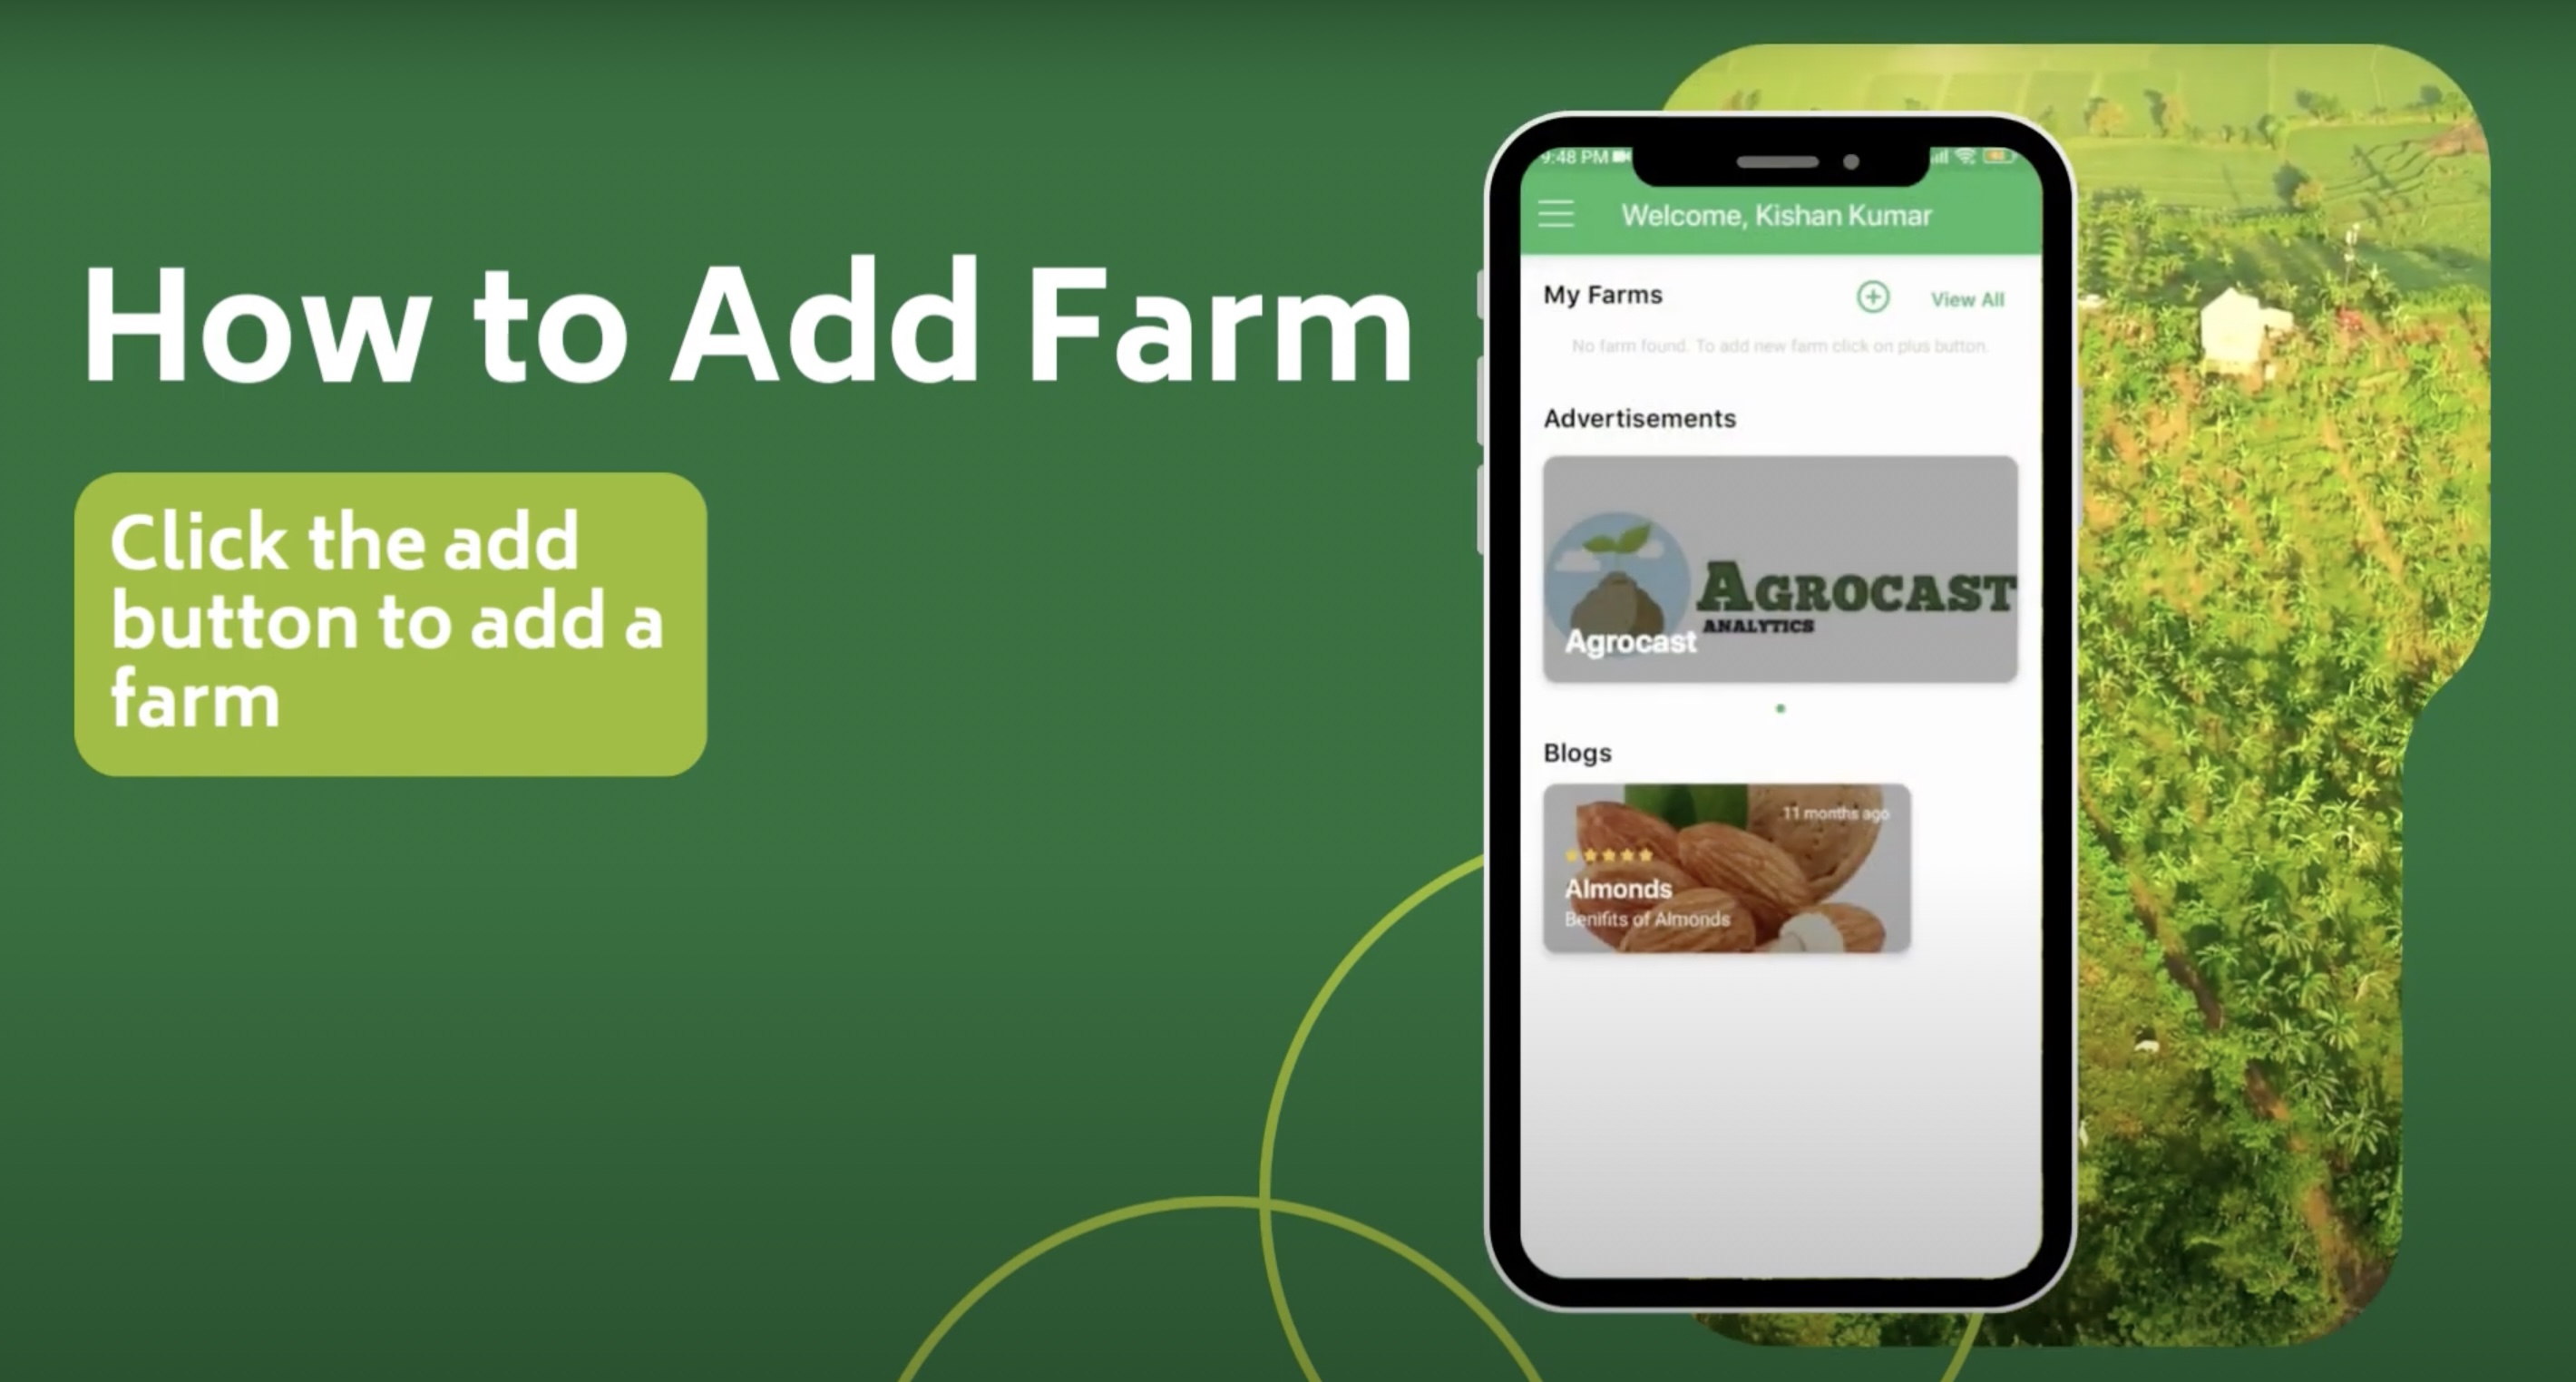 How to Add Farm
Click the add
button to add a
farm
9:48 PM
Welcome, Kishan Kumar
My Farms
View All
No farm found. To add new farm click on plus button.
Advertisements
AGROCAST
ANALYTICS
Agrocast
Blogs
11 months ago
Almonds
Benifits of Almonds